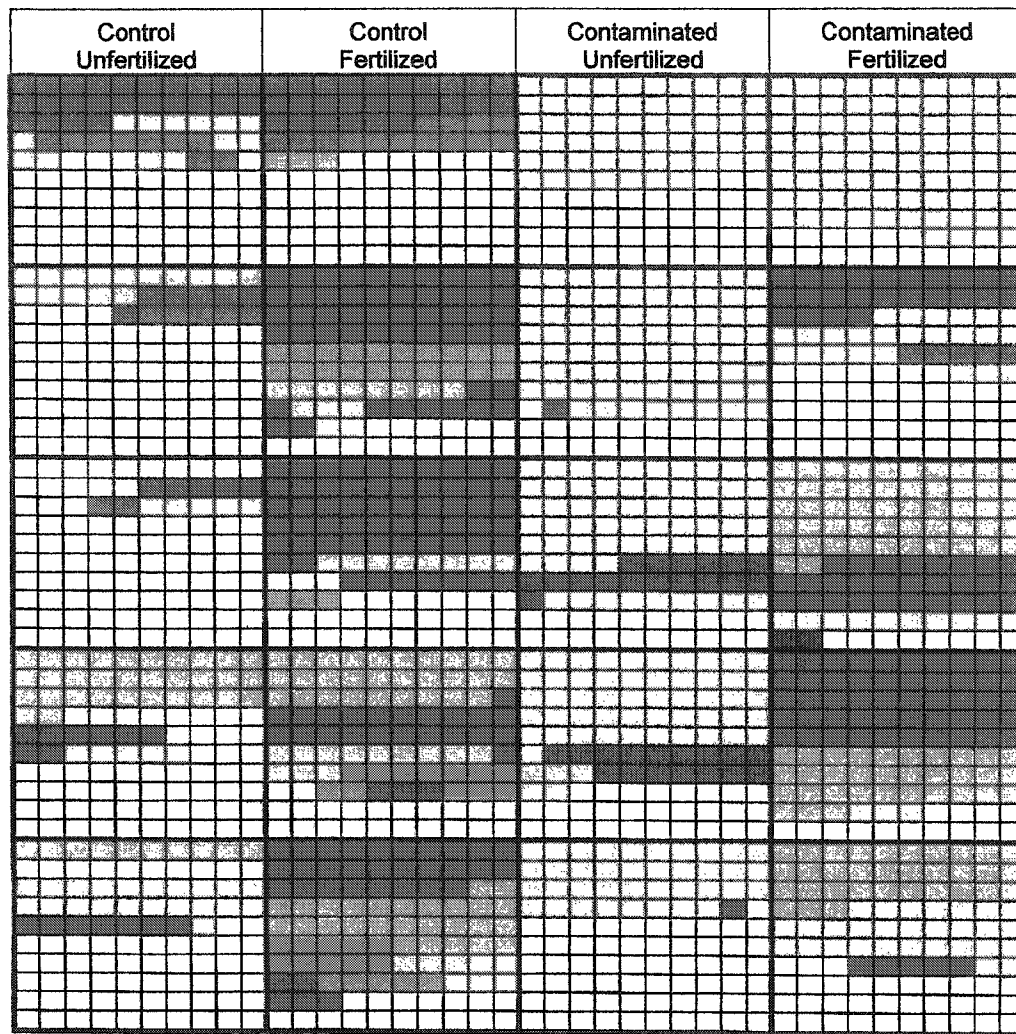 Control
Unfertilized
Control
Fertilized
Contaminated
Unfertilized
Contaminated
Fertilized